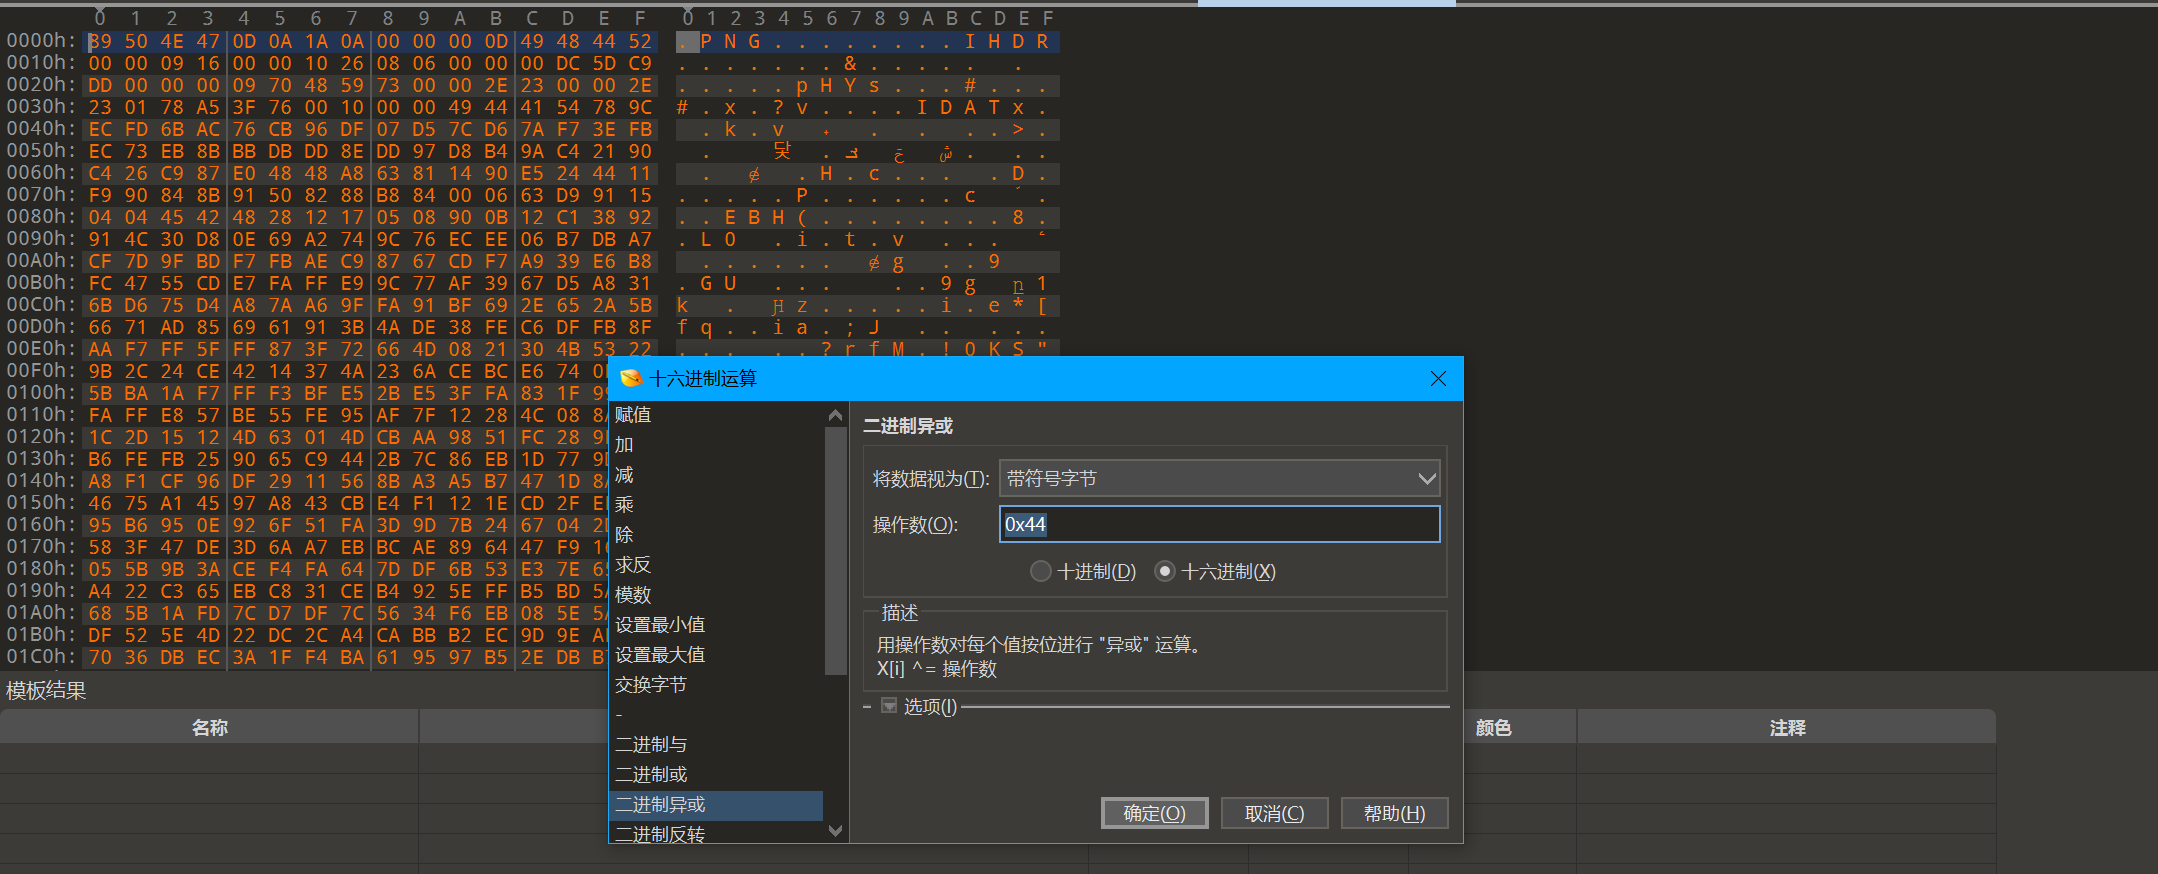 0 1 2 3 4 5 6 7 8 9 A B C D E F 0 1 2 3 4 5 6 7 8 9 A B C D E F
0000h: 89 50 4E 47 0D 0A 1A 0A 00 00 00 0D 49 48 44 52 . P N G . . . . . . . . I H D R
0010h: 00 00 09 16 00 00 10 26 08 06 00 00 00 DC 5D C9 . . . . . . . & . . . . . .
0020h: DD 00 00 00 09 70 48 59 73 00 00 2E 23 00 00 2E . . . . . p H Y s . . . # . . .
0030h: 23 01 78 A5 3F 76 00 10 00 00 49 44 41 54 78 9C # . x . ? v . . . . I D A T x .
0040h: EC FD 6B AC 76 CB 96 DF 07 D5 7C D6 7A F7 3E FB
0050h: EC 73 EB 8B BB DB DD 8E DD 97 D8 B4 9A C4 21 90
0060h: C4 26 C9 87 E0 48 48 A8 63 81 14 90 E5 24 44 11
0070h: F9 90 84 8B 91 50 82 88 B8 84 00 06 63 D9 91 15
0080h: 04 04 45 42 48 28 12 17 05 08 90 0B 12 C1 38 92 . . E B H ( . . . . . . . . 8 .
0090h: 91 4C 30 D8 0E 69 A2 74 9C 76 EC EE 06 B7 DB A7
00A0h: CF 7D 9F BD F7 FB AE C9 87 67 CD F7 A9 39 E6 B8
00B0h: FC 47 55 CD E7 FA FF E9 9C 77 AF 39 67 D5 A8 31
00C0h: 6B D6 75 D4 A8 7A A6 9F FA 91 BF 69 2E 65 2A 5B
00D0h: 66 71 AD 85 69 61 91 3B 4A DE 38 FE C6 DF FB 8F
00E0h: AA F7 FF 5F FF 87 3F 72 66 4D 08 21 30 4B 53 22 . . . . . ? r f M . ! 0 K S "
00F0h: 9B 2C 24 CE 42 14 37 4A 23 6A CE BC E6 74
0100h: 5B BA 1A F7 FF F3 BF E5 2B E5 3F FA 83 1F
0110h: FA FF E8 57 BE 55 FE 95 AF 7F 12 28 4C 08
0120h: 1C 2D 15 12 4D 63 01 4D CB AA 98 51 FC 28
0130h: B6 FE FB 25 90 65 C9 44 2B 7C 86 EB 1D 77
0140h: A8 F1 CF 96 DF 29 11 56 8B A3 A5 B7 47 1D
0150h: 46 75 A1 45 97 A8 43 CB E4 F1 12 1E CD 2F
0160h: 95 B6 95 0E 92 6F 51 FA 3D 9D 7B 24 67 04
0170h: 58 3F 47 DE 3D 6A A7 EB BC AE 89 64 47 F9
0180h: 05 5B 9B 3A CE F4 FA 64 7D DF 6B 53 E3 7E
0190h: A4 22 C3 65 EB C8 31 CE B4 92 5E FF B5 BD
01A0h: 68 5B 1A FD 7C D7 DF 7C 56 34 F6 EB 08 5E
01B0h: DF 52 5E 4D 22 DC 2C A4 CA BB B2 EC 9D 9E
01C0h: 70 36 DB EC 3A 1F F4 BA 61 95 97 B5 2E DB
模板结果
名称 颜色 注释
十六进制运算
赋值
加
减
乘
除
求反
模数
设置最小值
设置最大值
交换字节
-
二进制与
二进制或
二进制异或
二进制反转
二进制异或
将数据视为(T): 带符号字节
操作数(O): 0x44
十进制(D) 十六进制(X)
描述
用操作数对每个值按位进行 "异或" 运算。
X[i] ^= 操作数
选项(I)
确定(O) 取消(C) 帮助(H)